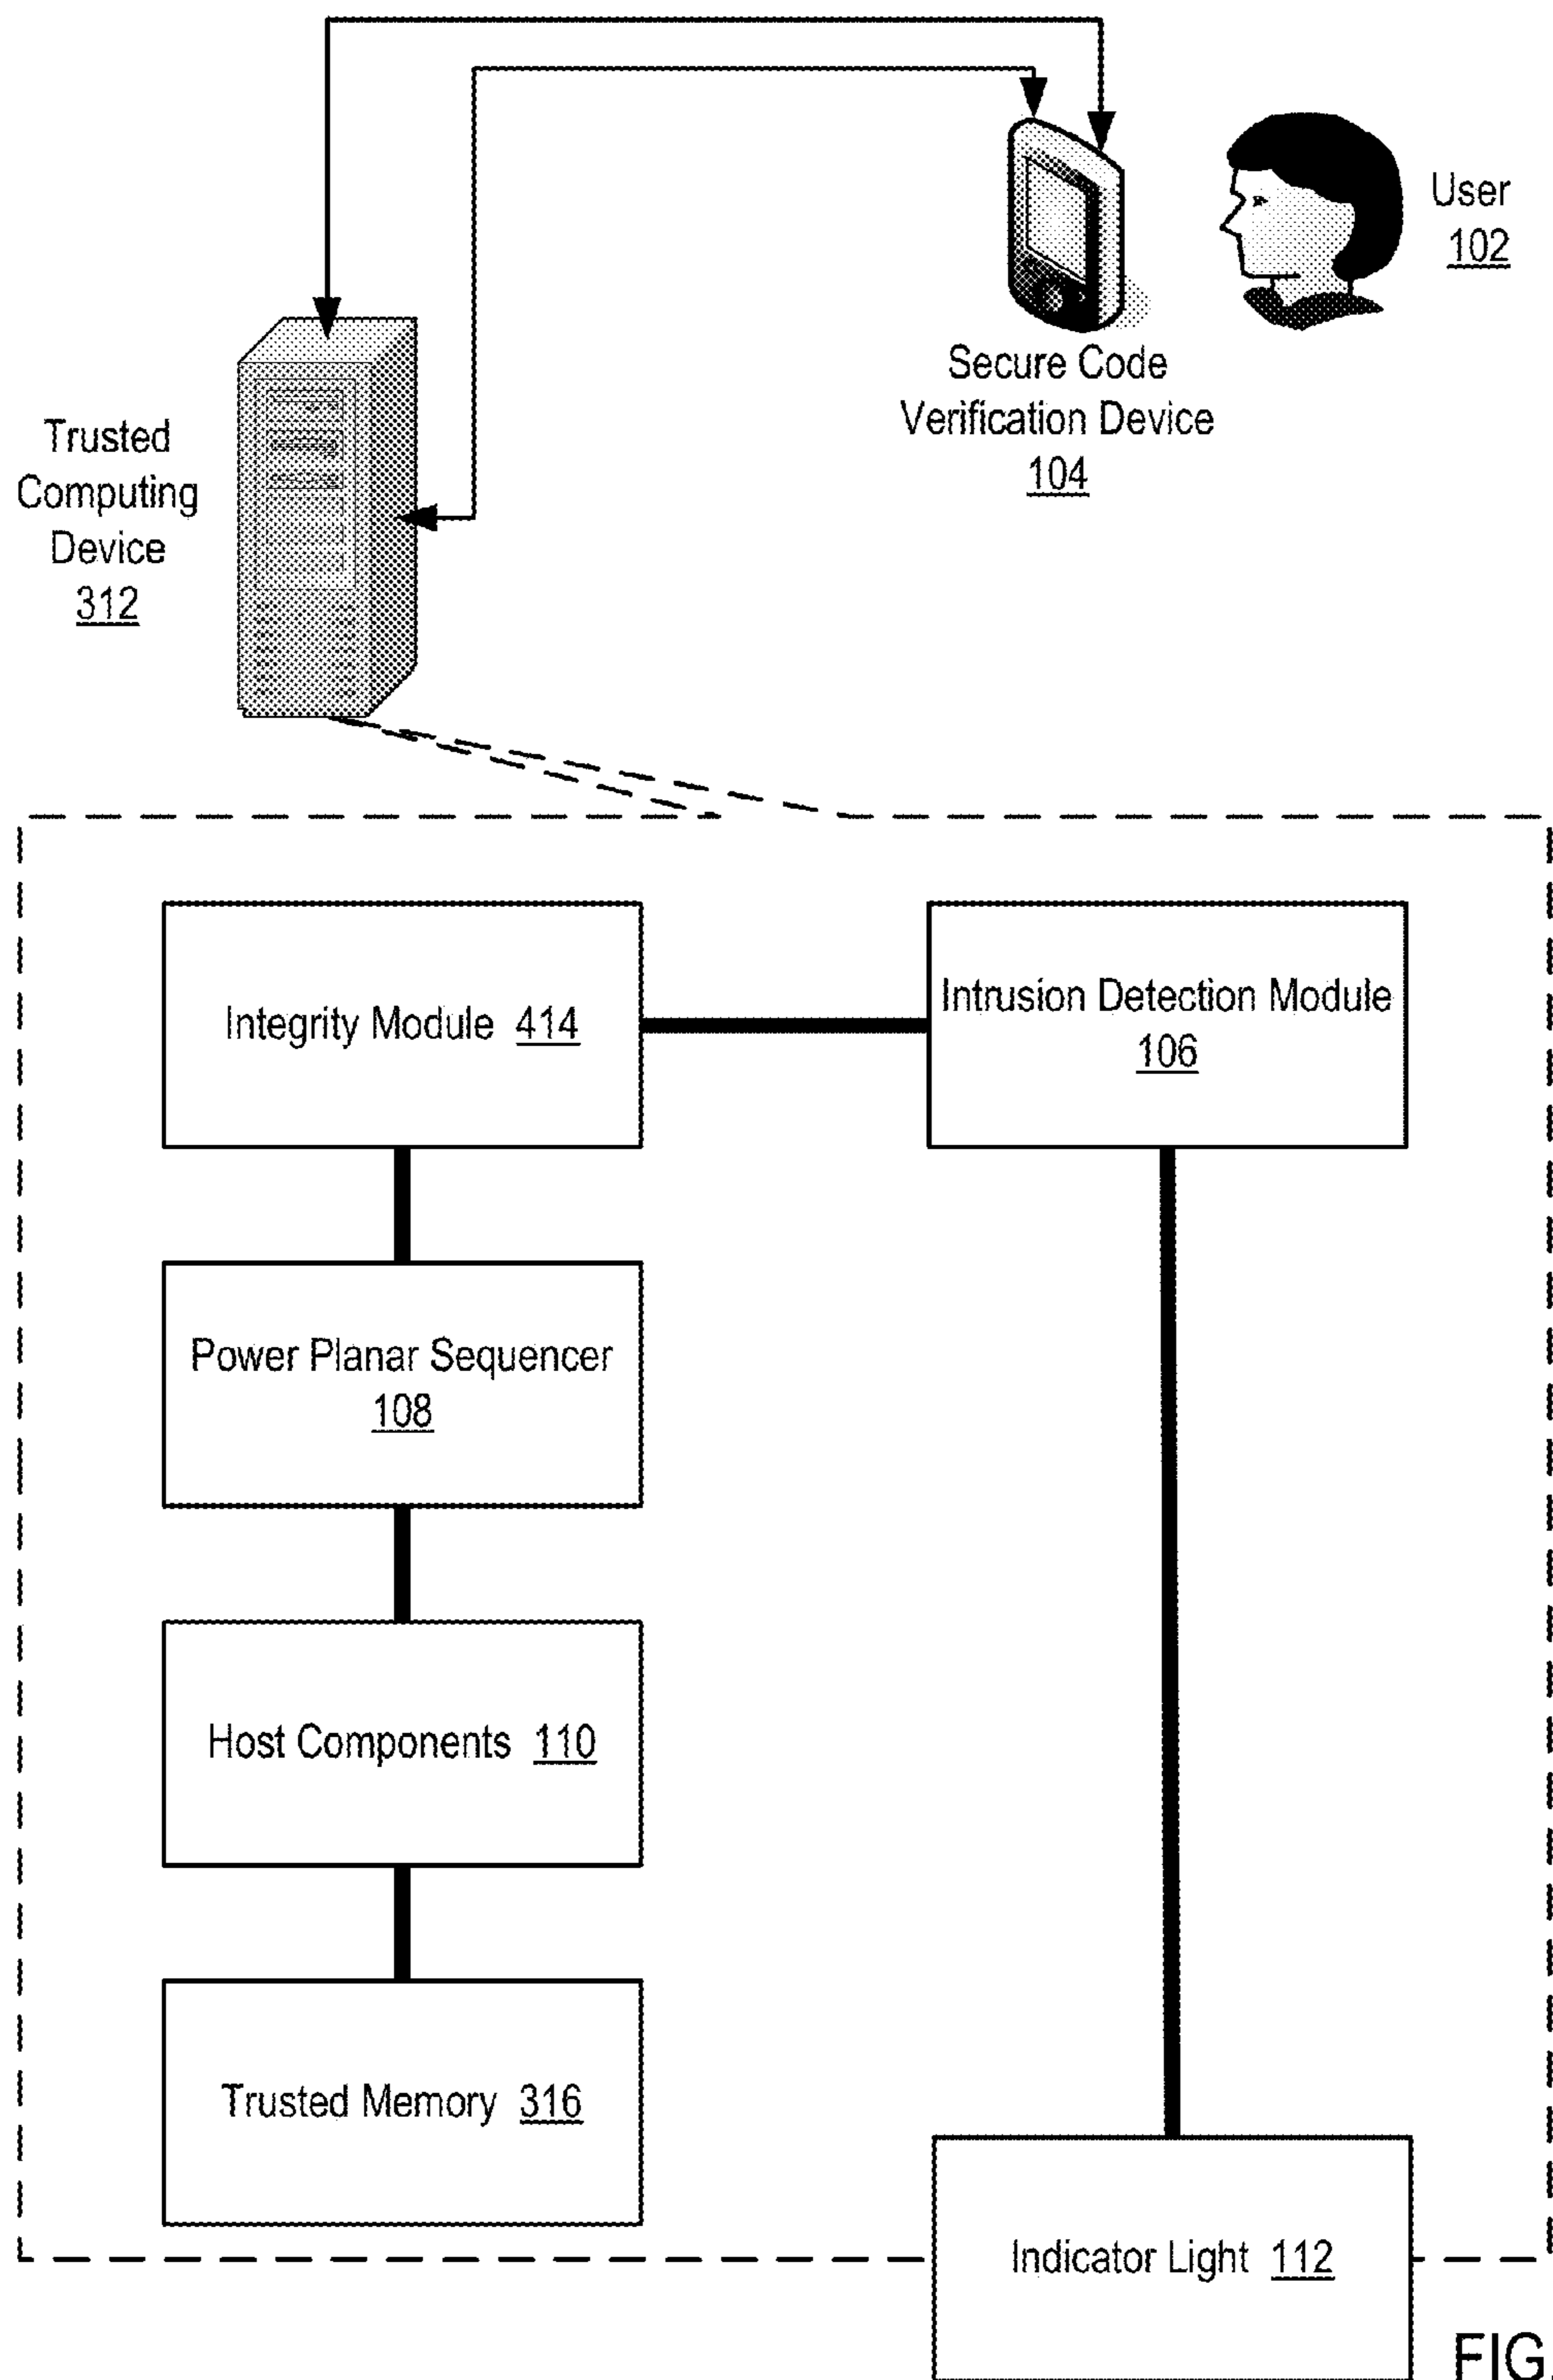 User
102
Secure Code
Verification Device
104
Trusted
Computing
Device
312
Integrity Module 414
Intrusion Detection Module
106
Power Planar Sequencer
108
Host Components 110
Trusted Memory 316
Indicator Light 112
FIG.